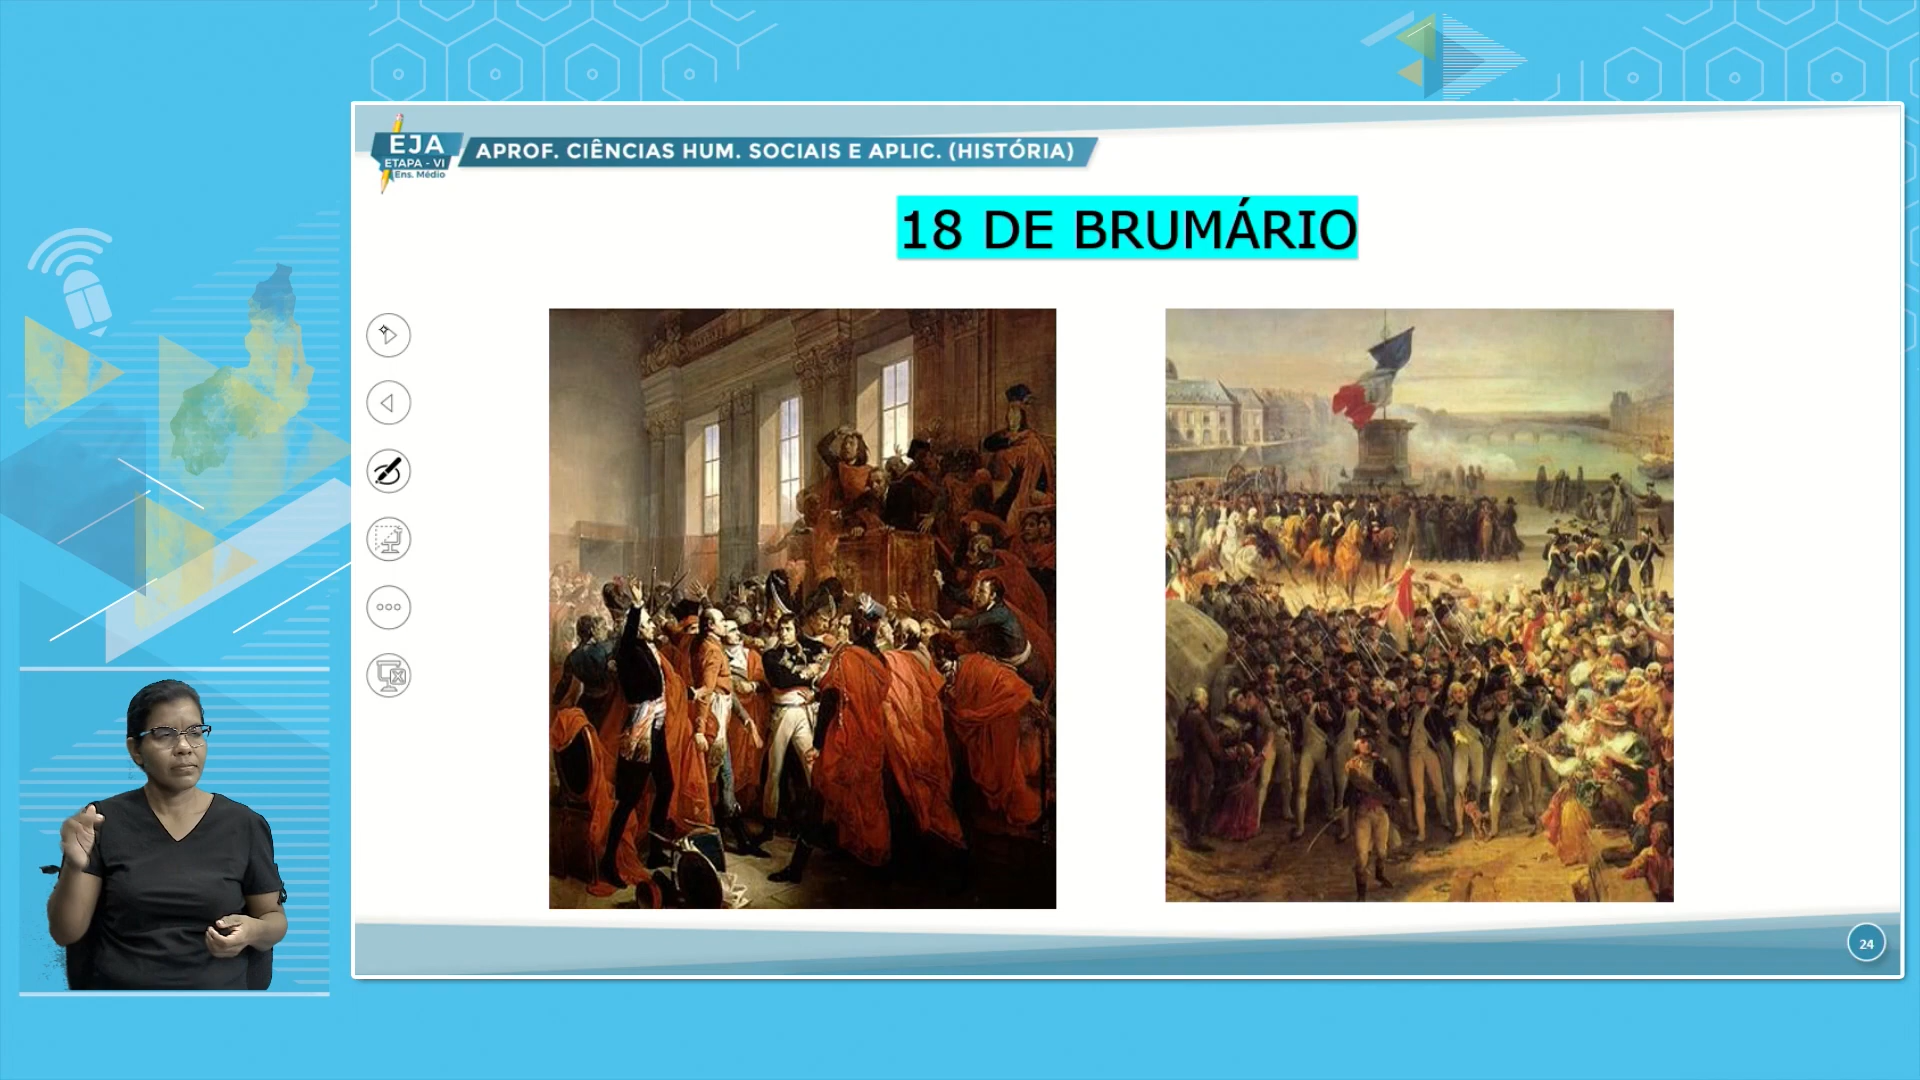 EJA
ETAPA - VI
Ens. Médio
APROF. CIÊNCIAS HUM. SOCIAIS E APLIC. (HISTÓRIA)
18 DE BRUMÁRIO
24